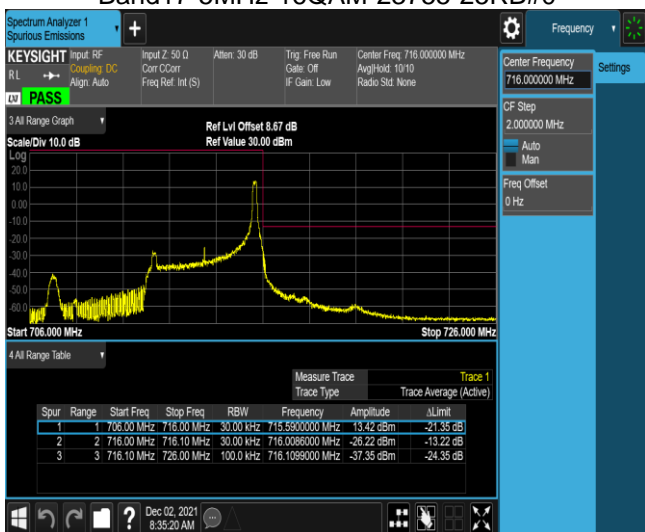 Spectrum Analyzer 1
Spurious Emissions
Frequency
KEYSIGHT Input: RF
Coupling: DC
Align: Auto
RL
LXI PASS
Input Z: 50 Ω
Corr CCorr
Freq Ref: Int (S)
Atten: 30 dB
Trig: Free Run
Gate: Off
IF Gain: Low
Center Freq: 716.000000 MHz
Avg|Hold: 10/10
Radio Std: None
Center Frequency
716.000000 MHz
Settings
CF Step
2.000000 MHz
Auto
Man
Freq Offset
0 Hz
3 All Range Graph
Scale/Div 10.0 dB
Ref Lvl Offset 8.67 dB
Ref Value 30.00 dBm
Log
20.0
10.0
0.00
-10.0
-20.0
-30.0
-40.0
-50.0
-60.0
Start 706.000 MHz
Stop 726.000 MHz
4 All Range Table
Measure Trace Trace 1
Trace Type Trace Average (Active)
Spur Range Start Freq Stop Freq RBW Frequency Amplitude ΔLimit
1 1 706.00 MHz 716.00 MHz 30.00 kHz 715.5900000 MHz 13.42 dBm -21.35 dB
2 2 716.00 MHz 716.10 MHz 30.00 kHz 716.0086000 MHz -26.22 dBm -13.22 dB
3 3 716.10 MHz 726.00 MHz 100.0 kHz 716.1099000 MHz -37.35 dBm -24.35 dB
Dec 02, 2021
8:35:20 AM